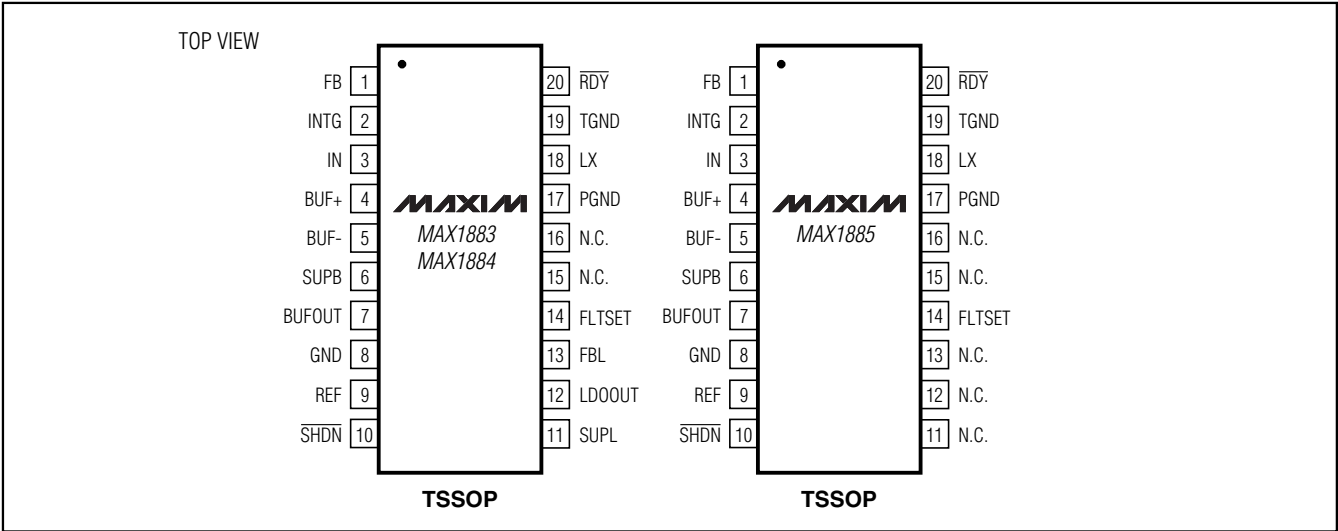 TOP VIEW
FB 1
INTG 2
IN 3
BUF+ 4
BUF- 5
SUPB 6
BUFOUT 7
GND 8
REF 9
SHDN 10
MAXIM
MAX1883
MAX1884
20 RDY
19 TGND
18 LX
17 PGND
16 N.C.
15 N.C.
14 FLTSET
13 FBL
12 LDOOUT
11 SUPL
TSSOP
FB 1
INTG 2
IN 3
BUF+ 4
BUF- 5
SUPB 6
BUFOUT 7
GND 8
REF 9
SHDN 10
MAXIM
MAX1885
20 RDY
19 TGND
18 LX
17 PGND
16 N.C.
15 N.C.
14 FLTSET
13 N.C.
12 N.C.
11 N.C.
TSSOP